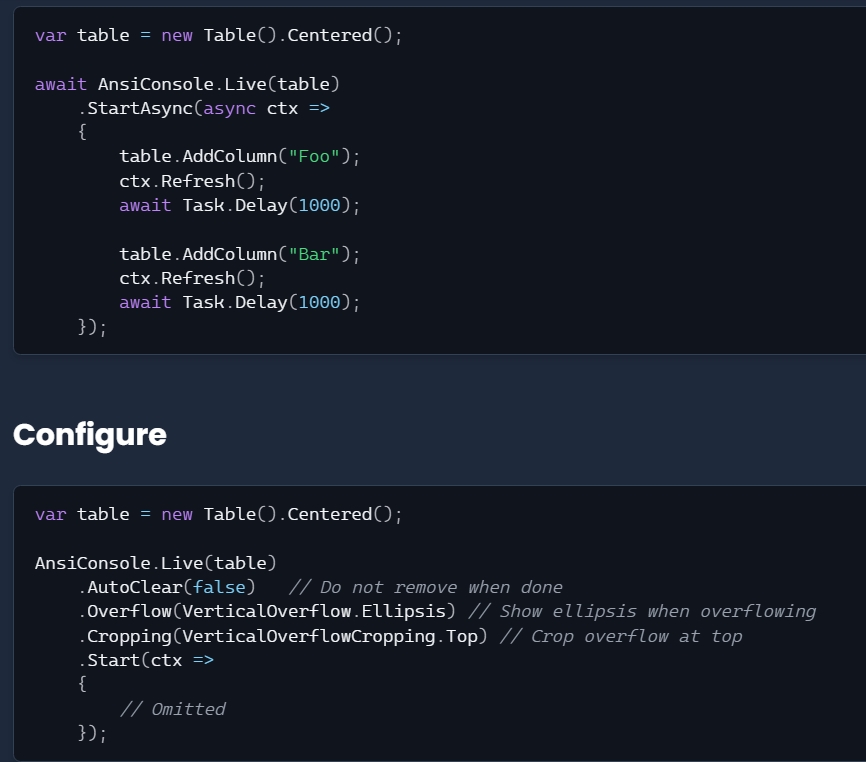 var table = new Table().Centered();
await AnsiConsole.Live(table)
.StartAsync(async ctx =>
{
table.AddColumn("Foo");
ctx.Refresh();
await Task.Delay(1000);
table.AddColumn("Bar");
ctx.Refresh();
await Task.Delay(1000);
});
Configure
var table = new Table().Centered();
AnsiConsole.Live(table)
.AutoClear(false)   // Do not remove when done
.Overflow(VerticalOverflow.Ellipsis) // Show ellipsis when overflowing
.Cropping(VerticalOverflowCropping.Top) // Crop overflow at top
.Start(ctx =>
{
// Omitted
});